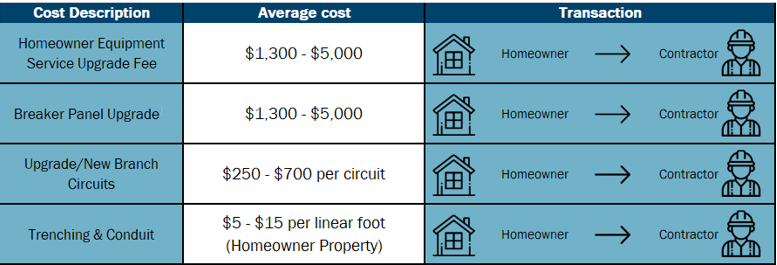 Cost Description Average cost Transaction
Homeowner Equipment
Service Upgrade Fee
$1,300 - $5,000
Homeowner Contractor
Breaker Panel Upgrade
$1,300 - $5,000
Homeowner Contractor
Upgrade/New Branch
Circuits
$250 - $700 per circuit
Homeowner Contractor
Trenching & Conduit
$5 - $15 per linear foot
(Homeowner Property)
Homeowner Contractor